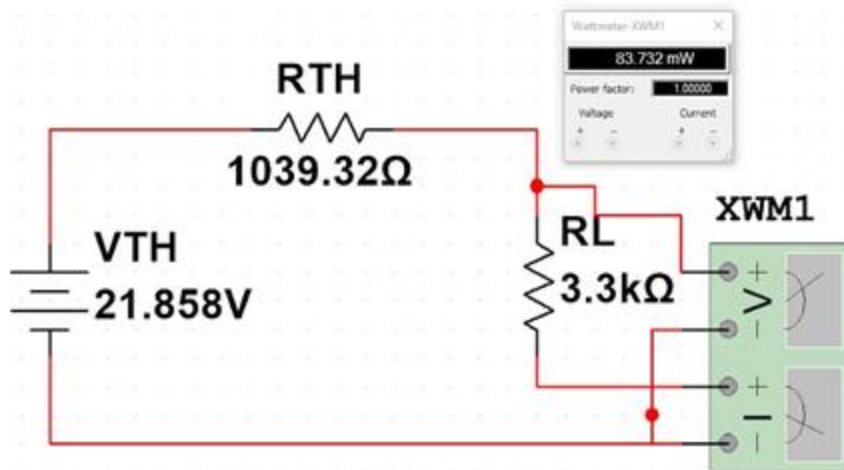 Wattmeter-XWM1
83.732 mW
Power factor: 1.00000
Voltage Current
+ - + -
RTH
1039.32Ω
VTH
21.858V
RL
3.3kΩ
XWM1
+
V
-
+
I
-